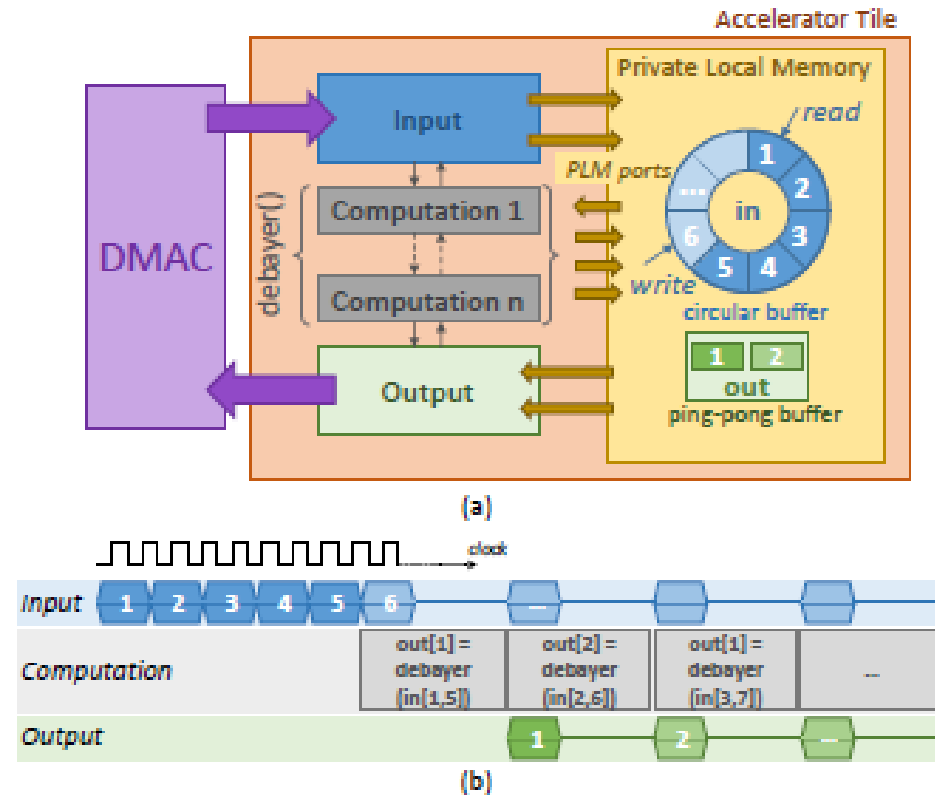 Accelerator Tile
Private Local Memory
Input
read
PLM ports
DMAC
debayer()
Computation 1
Computation n
Output
1
2
3
4
5
6
...
in
write
circular buffer
1
2
out
ping-pong buffer
(a)
clock
Input
1
2
3
4
5
6
...
Computation
out[1] =
debayer
(in[1,5])
out[2] =
debayer
(in[2,6])
out[1] =
debayer
(in[3,7])
...
Output
1
2
...
(b)